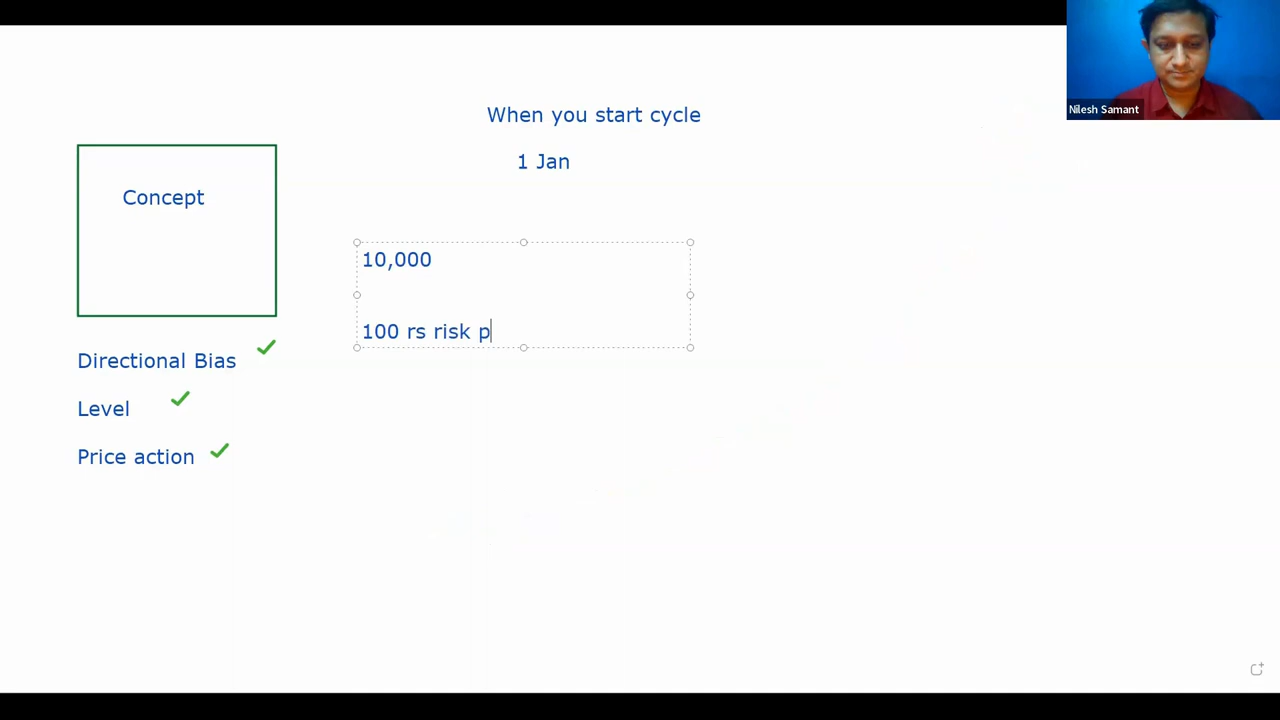 Nilesh Samant
When you start cycle
1 Jan
Concept
10,000
100 rs risk p
Directional Bias
Level
Price action